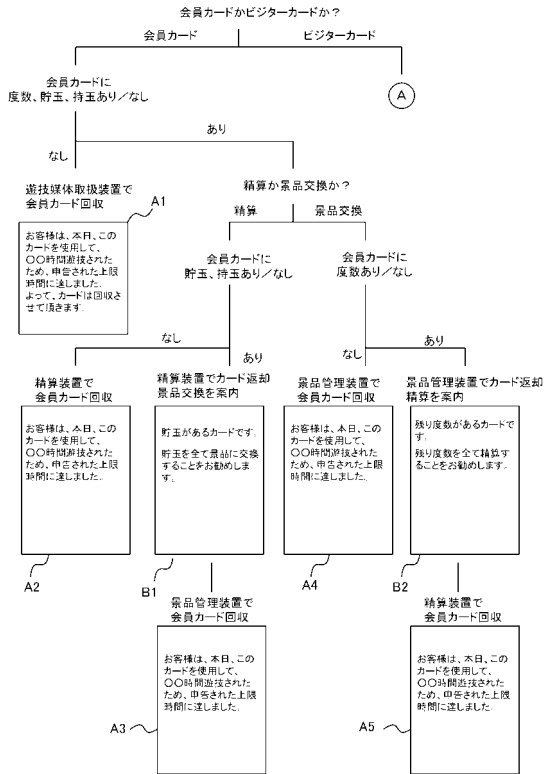 会員カードかビジターカードか？
会員カード
ビジターカード
会員カードに
度数、貯玉、持玉あり／なし
A
なし
あり
遊技媒体取扱装置で
会員カード回収
A1
お客様は、本日、この
カードを使用して、
〇〇時間遊技された
ため、申告された上限
時間に達しました。
よって、カードは回収さ
せて頂きます。
精算か景品交換か？
精算
景品交換
会員カードに
貯玉、持玉あり／なし
会員カードに
度数あり／なし
なし
あり
なし
あり
精算装置で
会員カード回収
お客様は、本日、この
カードを使用して、
〇〇時間遊技された
ため、申告された上限
時間に達しました。
A2
精算装置でカード返却
景品交換を案内
貯玉があるカードです。
貯玉を全て景品に交換
することをお勧めしま
す。
B1
景品管理装置で
会員カード回収
お客様は、本日、この
カードを使用して、
〇〇時間遊技された
ため、申告された上限
時間に達しました。
A4
景品管理装置でカード返却
精算を案内
残り度数があるカードで
す。
残り度数を全て精算す
ることをお勧めします。
B2
景品管理装置で
会員カード回収
お客様は、本日、この
カードを使用して、
〇〇時間遊技された
ため、申告された上限
時間に達しました。
A3
精算装置で
会員カード回収
お客様は、本日、この
カードを使用して、
〇〇時間遊技された
ため、申告された上限
時間に達しました。
A5